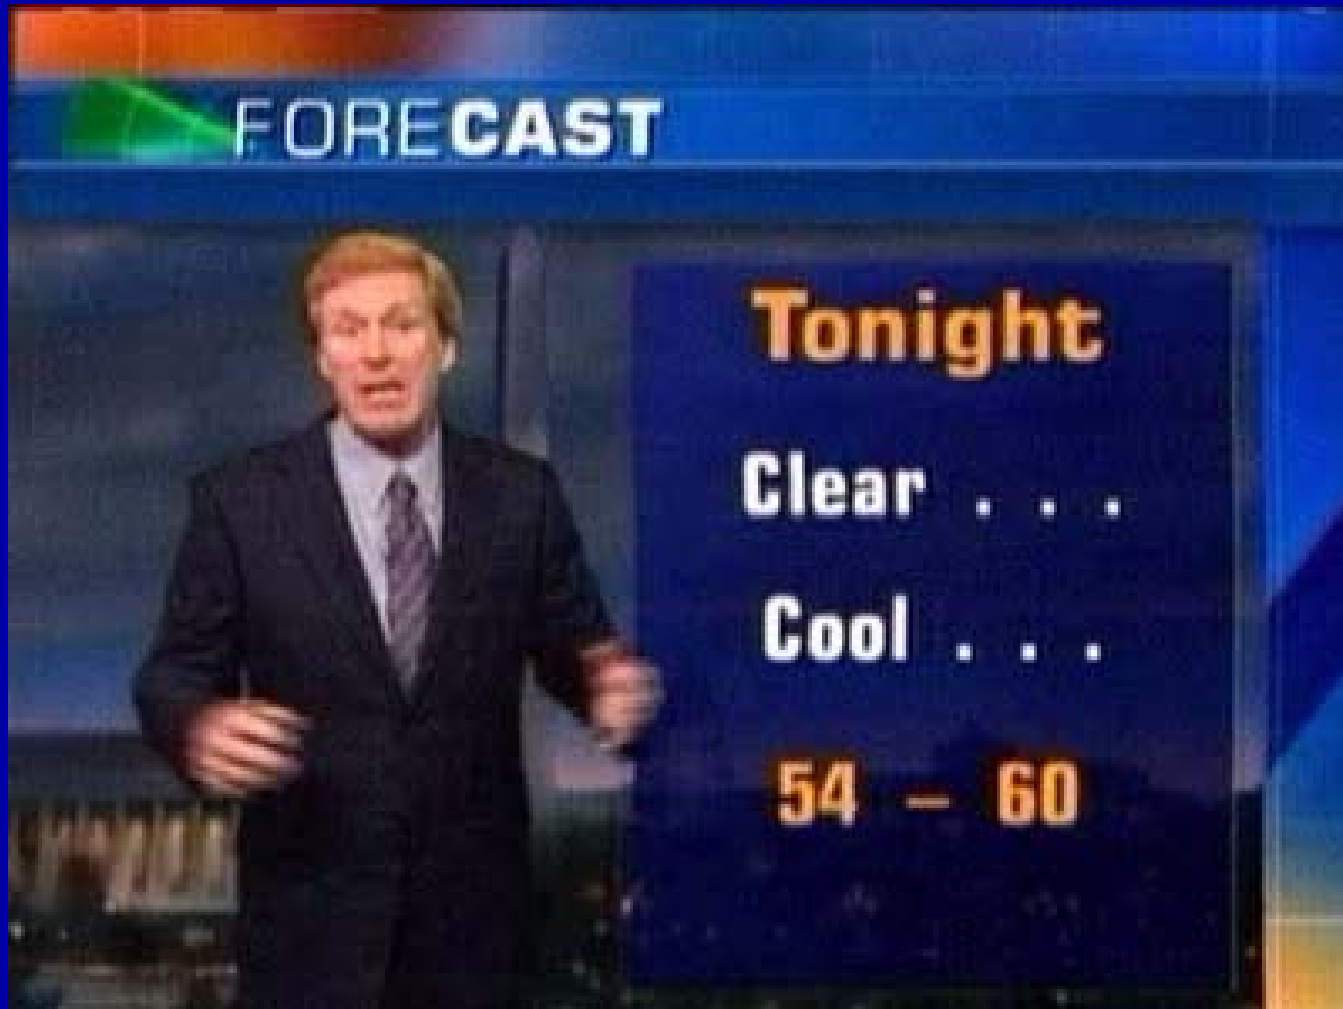 FORECAST
Tonight
Clear . . .
Cool . . .
54 – 60